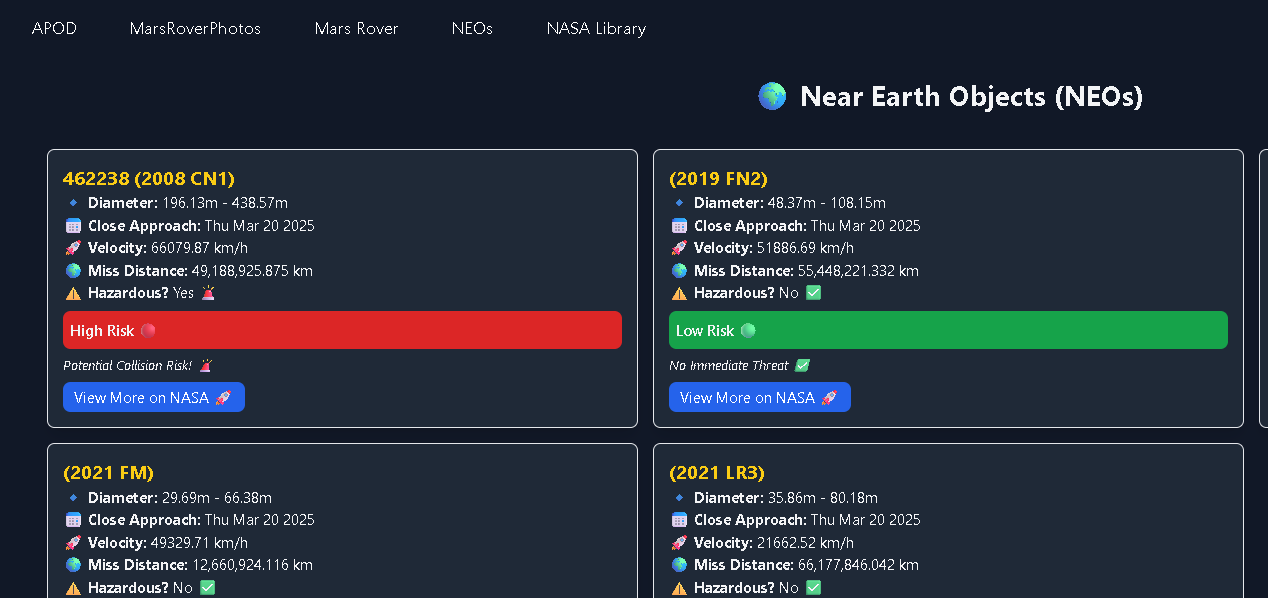 APOD MarsRoverPhotos Mars Rover NEOs NASA Library
Near Earth Objects (NEOs)
462238 (2008 CN1)
Diameter: 196.13m - 438.57m
Close Approach: Thu Mar 20 2025
Velocity: 66079.87 km/h
Miss Distance: 49,188,925.875 km
Hazardous? Yes
High Risk
Potential Collision Risk!
View More on NASA
(2019 FN2)
Diameter: 48.37m - 108.15m
Close Approach: Thu Mar 20 2025
Velocity: 51886.69 km/h
Miss Distance: 55,448,221.332 km
Hazardous? No
Low Risk
No Immediate Threat
View More on NASA
(2021 FM)
Diameter: 29.69m - 66.38m
Close Approach: Thu Mar 20 2025
Velocity: 49329.71 km/h
Miss Distance: 12,660,924.116 km
Hazardous? No
(2021 LR3)
Diameter: 35.86m - 80.18m
Close Approach: Thu Mar 20 2025
Velocity: 21662.52 km/h
Miss Distance: 66,177,846.042 km
Hazardous? No